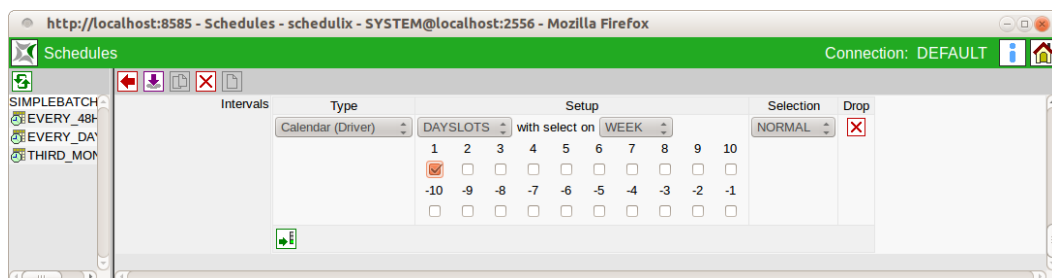 http://localhost:8585 - Schedules - schedulix - SYSTEM@localhost:2556 - Mozilla Firefox
Schedules Connection: DEFAULT
SIMPLEBATCH
EVERY_48H
EVERY_DAY
THIRD_MON
Intervals Type Setup Selection Drop
Calendar (Driver) DAYSLOTS with select on WEEK NORMAL
1 2 3 4 5 6 7 8 9 10
-10 -9 -8 -7 -6 -5 -4 -3 -2 -1